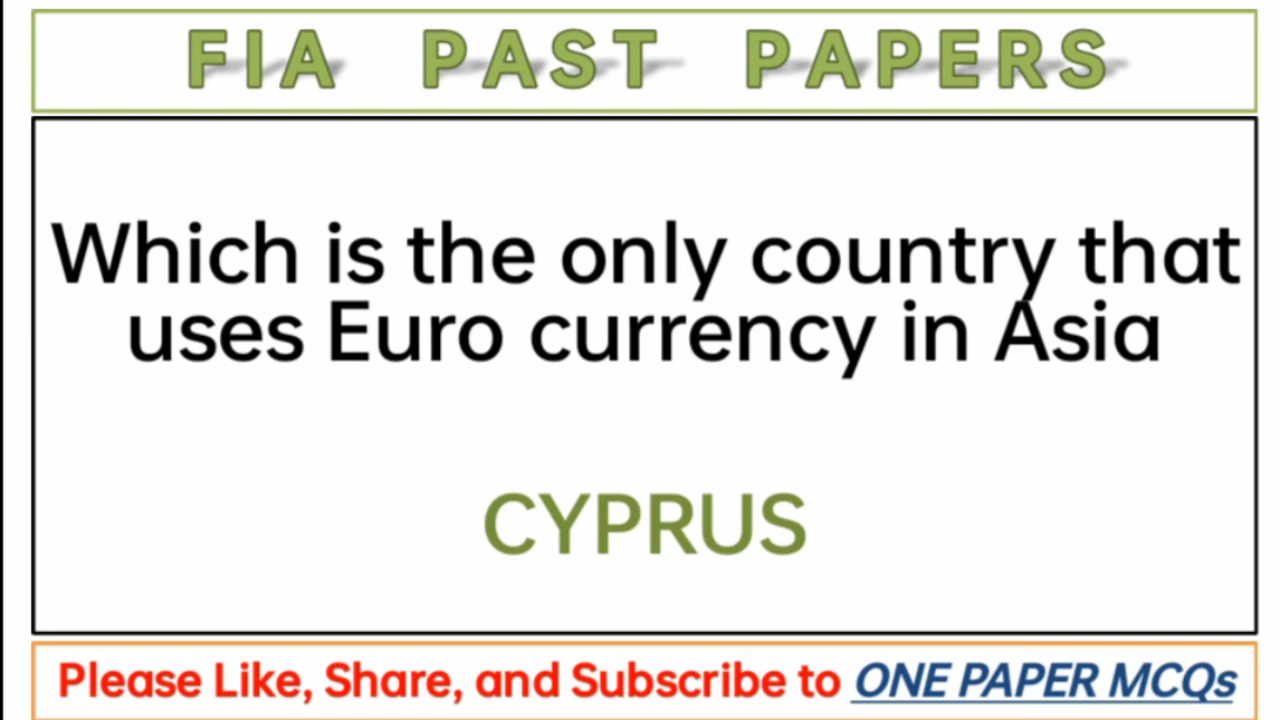 FIA PAST PAPERS
Which is the only country that
uses Euro currency in Asia
CYPRUS
Please Like, Share, and Subscribe to ONE PAPER MCQs